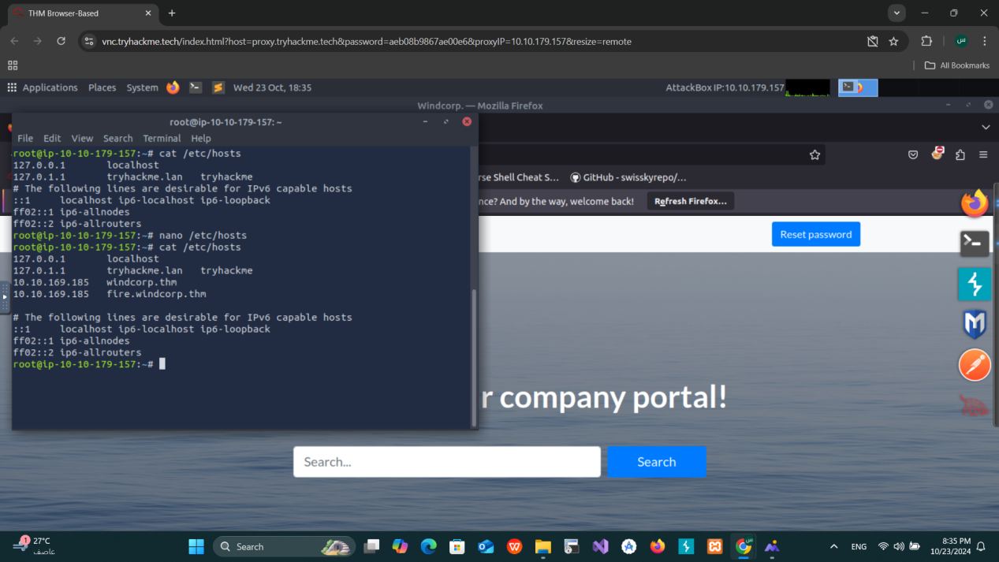 THM Browser-Based
vnc.tryhackme.tech/index.html?host=proxy.tryhackme.tech&password=aeb08b9867ae00e6&proxyIP=10.10.179.157&resize=remote
س
All Bookmarks
Applications Places System Wed 23 Oct, 18:35 AttackBox IP:10.10.179.157
Windcorp. — Mozilla Firefox
root@ip-10-10-179-157: ~
File Edit View Search Terminal Help
root@ip-10-10-179-157:~# cat /etc/hosts
127.0.0.1 localhost
127.0.1.1 tryhackme.lan tryhackme
# The following lines are desirable for IPv6 capable hosts
::1 localhost ip6-localhost ip6-loopback
ff02::1 ip6-allnodes
ff02::2 ip6-allrouters
root@ip-10-10-179-157:~# nano /etc/hosts
root@ip-10-10-179-157:~# cat /etc/hosts
127.0.0.1 localhost
127.0.1.1 tryhackme.lan tryhackme
10.10.169.185 windcorp.thm
10.10.169.185 fire.windcorp.thm
# The following lines are desirable for IPv6 capable hosts
::1 localhost ip6-localhost ip6-loopback
ff02::1 ip6-allnodes
ff02::2 ip6-allrouters
root@ip-10-10-179-157:~#
rse Shell Cheat S... GitHub - swisskyrepo/...
nce? And by the way, welcome back! Refresh Firefox...
Reset password
r company portal!
Search... Search
1
27°C
عاصف
Search
ENG
8:35 PM
10/23/2024